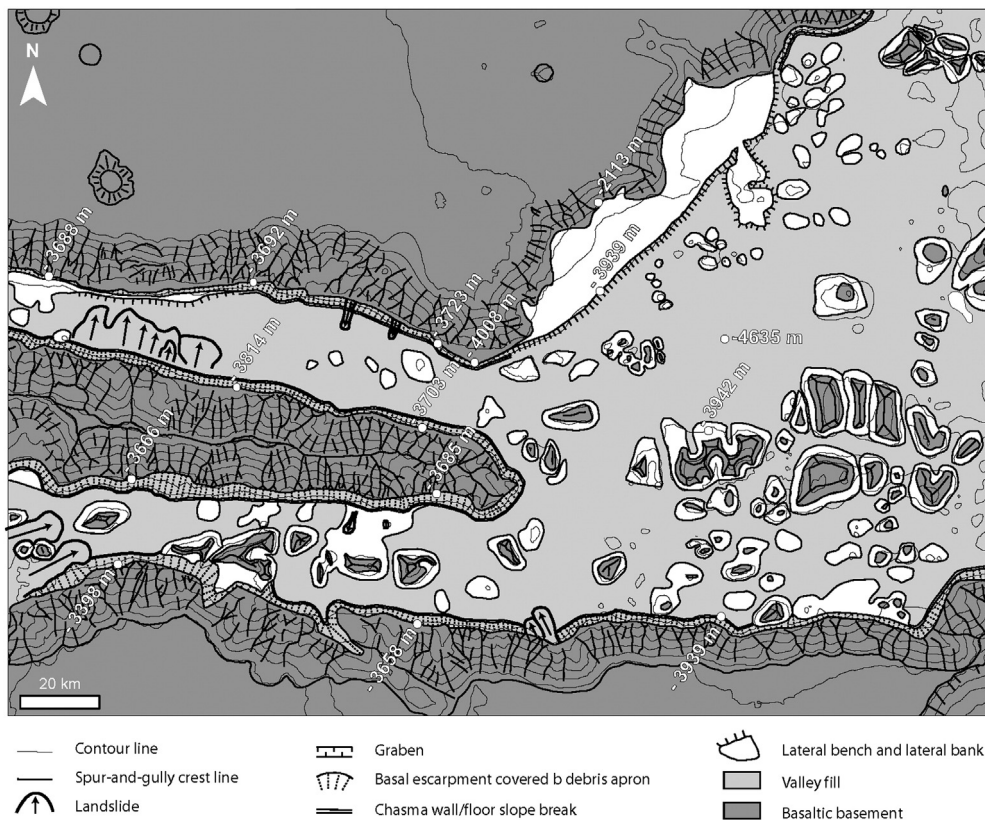 N
- 3688 m
- 3692 m
- 2113 m
- 3939 m
- 3723 m
- 4008 m
- 3814 m
- 4635 m
- 3703 m
- 3942 m
- 3666 m
- 3685 m
- 3398 m
- 3658 m
- 3939 m
20 km
Contour line
Spur-and-gully crest line
Landslide
Graben
Basal escarpment covered b debris apron
Chasma wall/floor slope break
Lateral bench and lateral bank
Valley fill
Basaltic basement